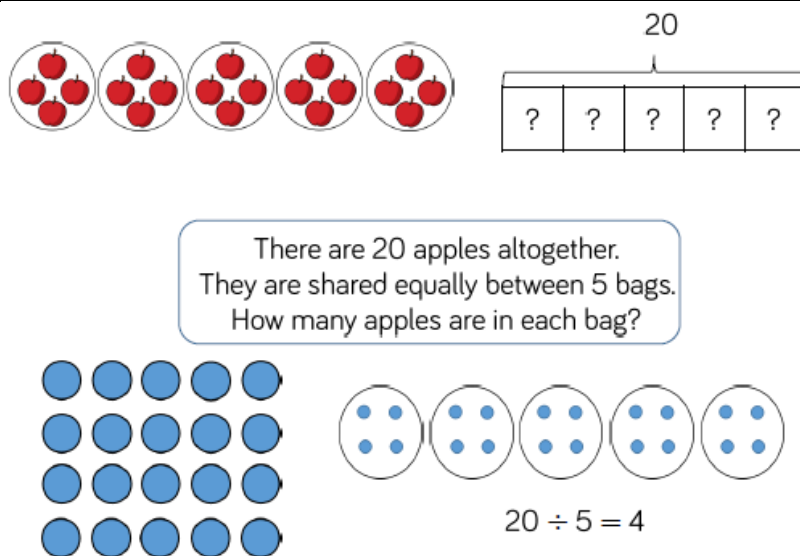 20
? ? ? ? ?
There are 20 apples altogether.
They are shared equally between 5 bags.
How many apples are in each bag?
20 ÷ 5 = 4